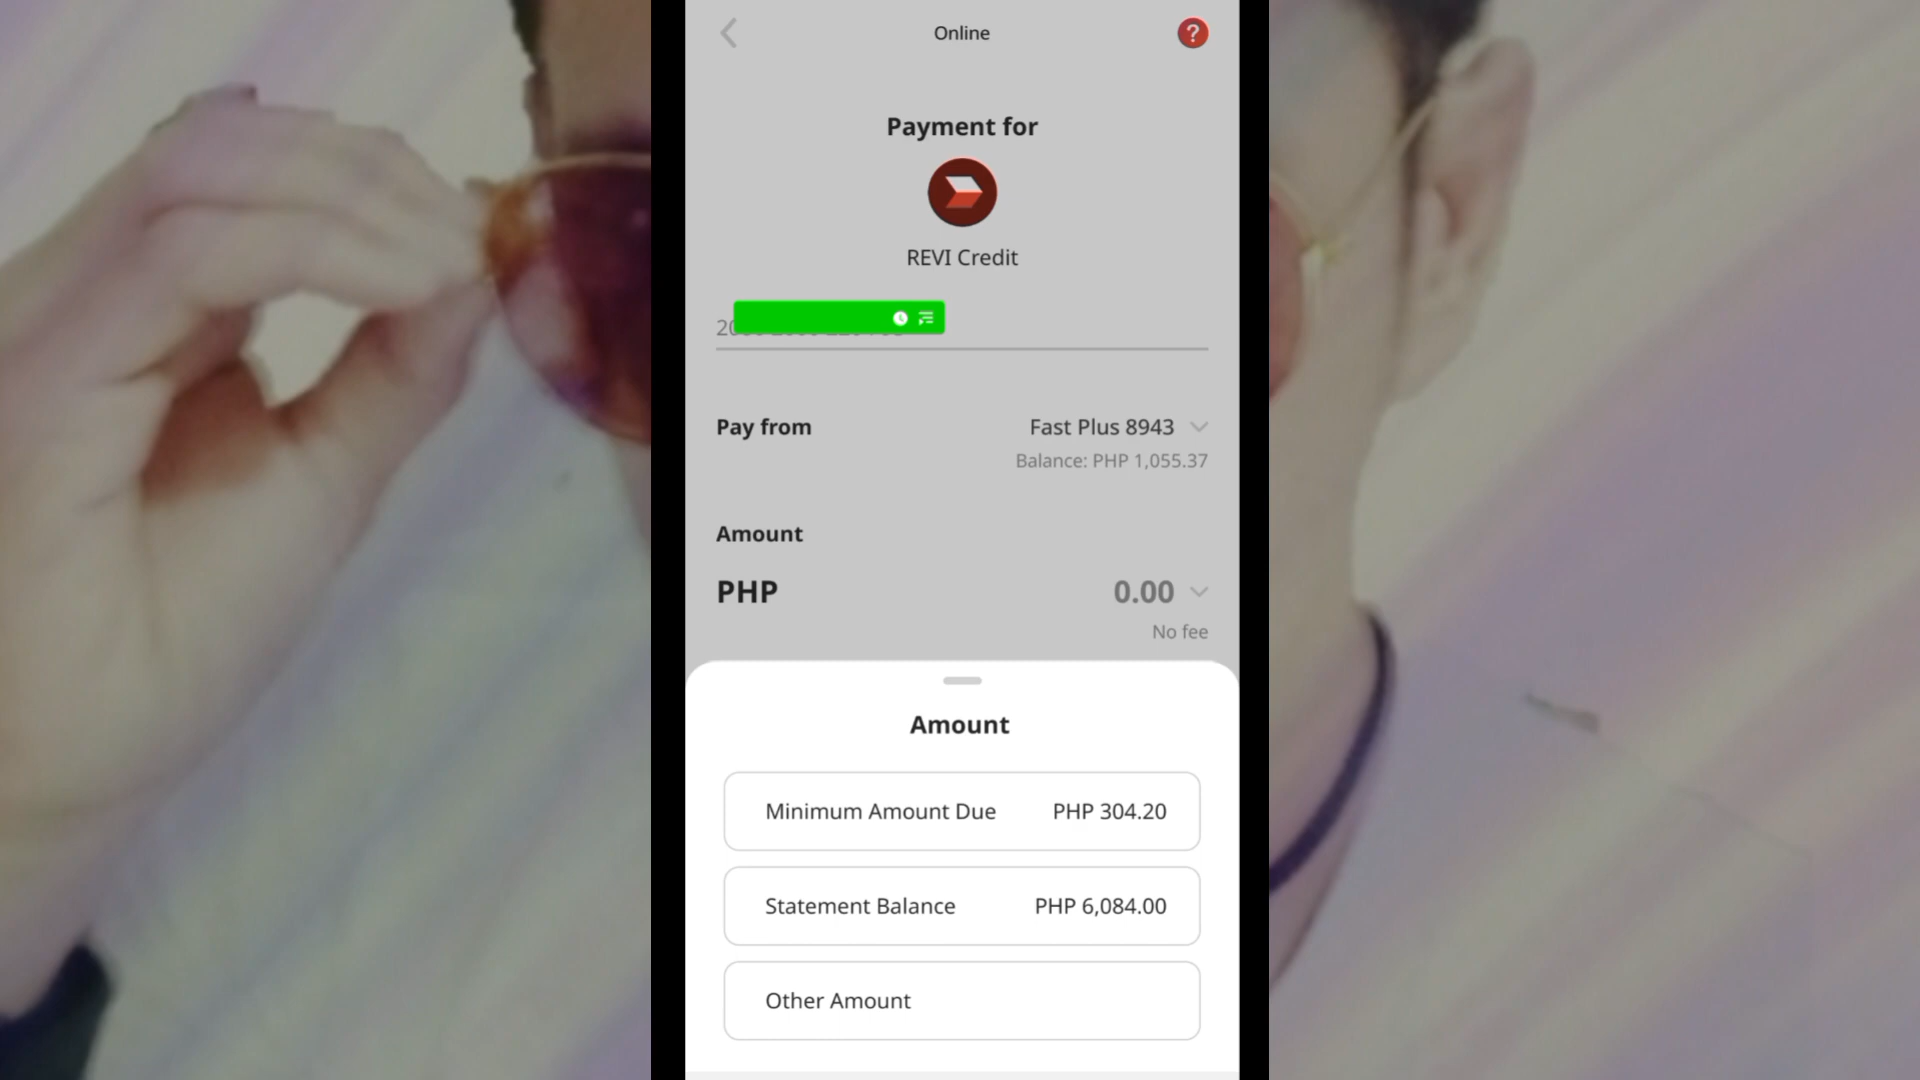 Online
?
Payment for
REVI Credit
Pay from
Fast Plus 8943
Balance: PHP 1,055.37
Amount
PHP
0.00
No fee
Amount
Minimum Amount Due PHP 304.20
Statement Balance PHP 6,084.00
Other Amount